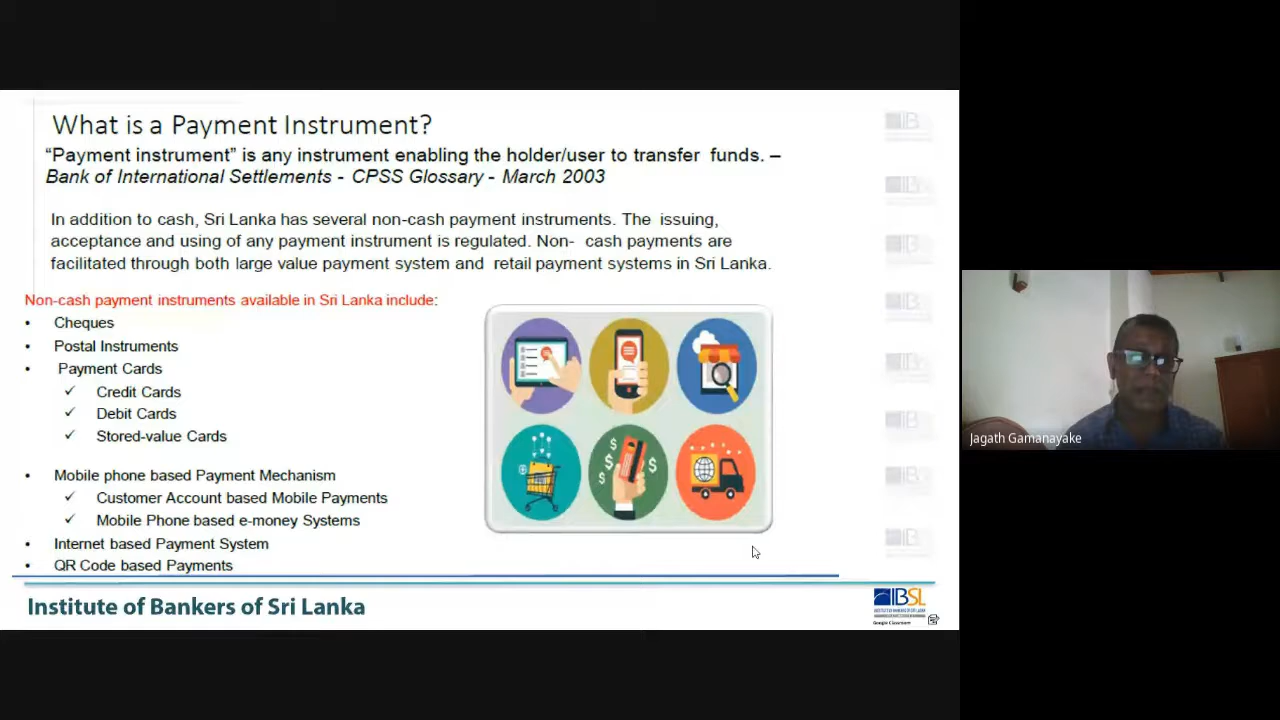 What is a Payment Instrument?
“Payment instrument” is any instrument enabling the holder/user to transfer funds. –
Bank of International Settlements - CPSS Glossary - March 2003
In addition to cash, Sri Lanka has several non-cash payment instruments. The issuing,
acceptance and using of any payment instrument is regulated. Non- cash payments are
facilitated through both large value payment system and retail payment systems in Sri Lanka.
Non-cash payment instruments available in Sri Lanka include:
• Cheques
• Postal Instruments
• Payment Cards
✓ Credit Cards
✓ Debit Cards
✓ Stored-value Cards
• Mobile phone based Payment Mechanism
✓ Customer Account based Mobile Payments
✓ Mobile Phone based e-money Systems
• Internet based Payment System
• QR Code based Payments
Institute of Bankers of Sri Lanka
IBSL
Google Classroom
Jagath Gamanayake